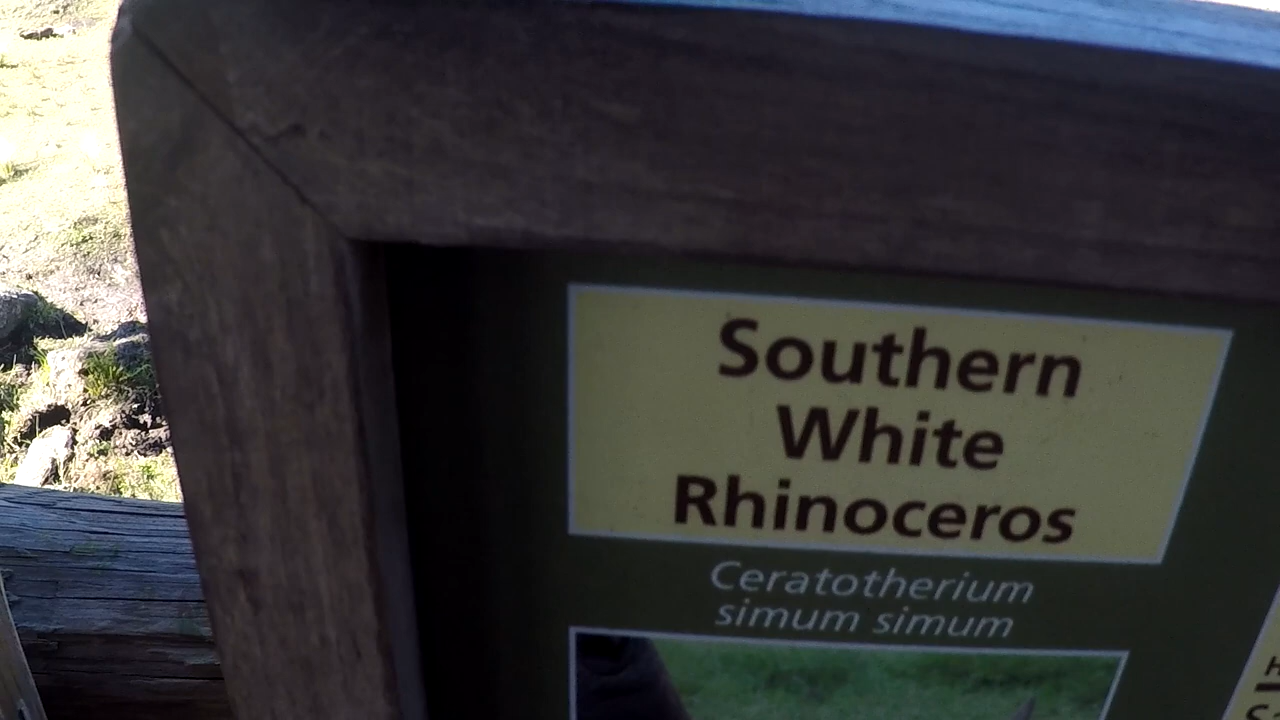 Southern
White
Rhinoceros
Ceratotherium
simum simum